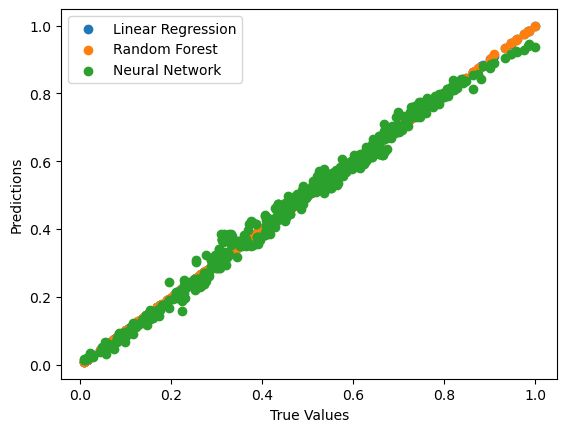 Linear Regression
Random Forest
Neural Network
1.0
0.8
0.6
0.4
0.2
0.0
Predictions
0.0 0.2 0.4 0.6 0.8 1.0
True Values